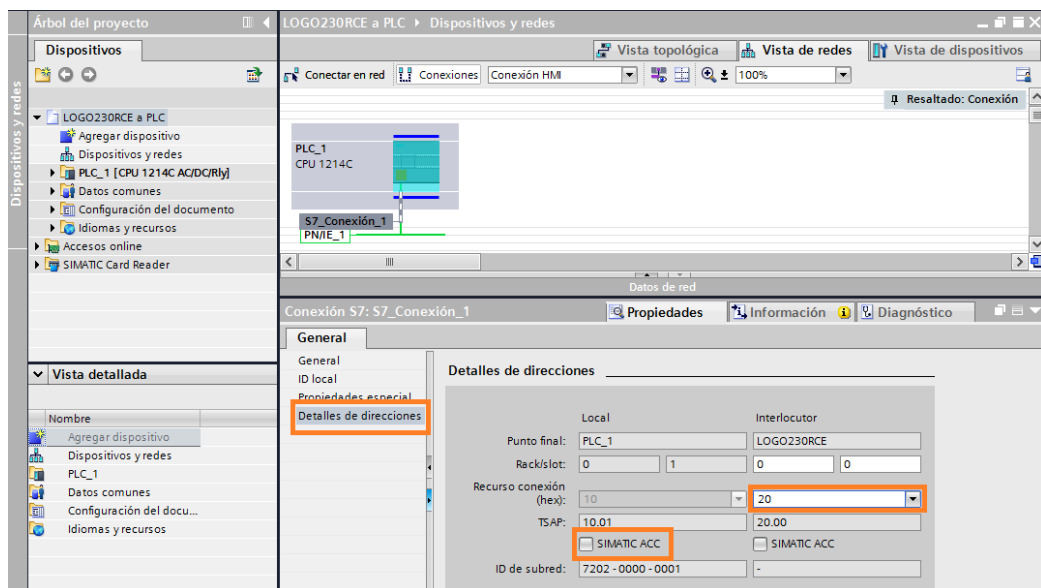 Árbol del proyecto
Dispositivos
Dispositivos y redes
LOGO230RCE a PLC
Agregar dispositivo
Dispositivos y redes
PLC_1 [CPU 1214C AC/DC/Rly]
Datos comunes
Configuración del documento
Idiomas y recursos
Accesos online
SIMATIC Card Reader
Vista detallada
Nombre
Agregar dispositivo
Dispositivos y redes
PLC_1
Datos comunes
Configuración del docu...
Idiomas y recursos
LOGO230RCE a PLC Dispositivos y redes
Vista topológica Vista de redes Vista de dispositivos
Conectar en red Conexiones Conexión HMI 100%
Resaltado: Conexión
PLC_1
CPU 1214C
S7_Conexión_1
PN/IE_1
Datos de red
Conexión S7: S7_Conexión_1 Propiedades Información Diagnóstico
General
General
ID local
Propiedades especial
Detalles de direcciones
Detalles de direcciones
Local Interlocutor
Punto final: PLC_1 LOGO230RCE
Rack/slot: 0 1 0 0
Recurso conexión
(hex): 10 20
TSAP: 10.01 20.00
SIMATIC ACC SIMATIC ACC
ID de subred: 7202 - 0000 - 0001 -